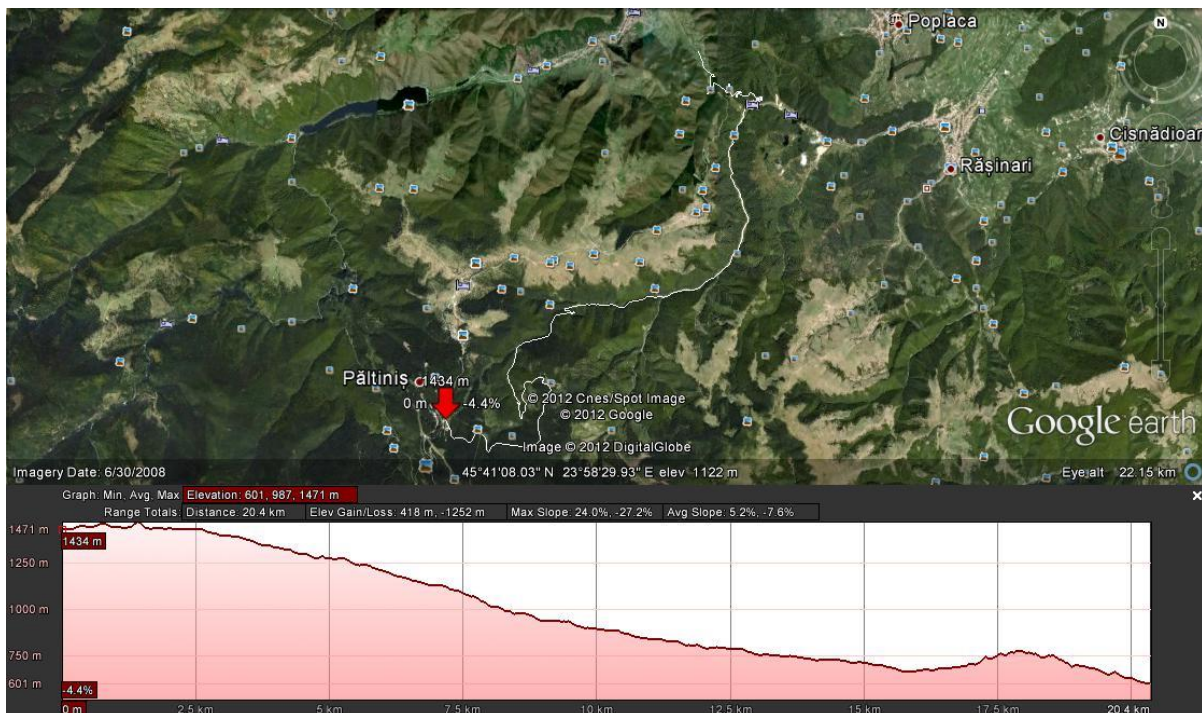 N
Poplaca
Cisnădioar
Rășinari
Păltiniș
1434 m
0 m
-4.4%
© 2012 Cnes/Spot Image
© 2012 Google
Image © 2012 DigitalGlobe
Google earth
Imagery Date: 6/30/2008
45°41'08.03" N 23°58'29.93" E elev 1122 m
Eye alt 22.15 km
Graph: Min, Avg, Max Elevation: 601, 987, 1471 m
Range Totals: Distance: 20.4 km Elev Gain/Loss: 418 m, -1252 m Max Slope: 24.0%, -27.2% Avg Slope: 5.2%, -7.6%
1471 m
1434 m
1250 m
1000 m
750 m
601 m
-4.4%
0 m 2.5 km 5 km 7.5 km 10 km 12.5 km 15 km 17.5 km 20.4 km